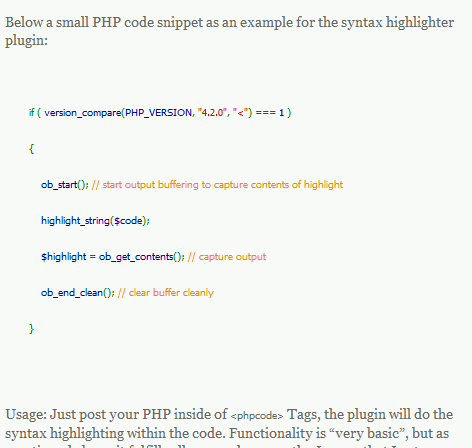 Below a small PHP code snippet as an example for the syntax highlighter
plugin:
if ( version_compare(PHP_VERSION, "4.2.0", "<") === 1 )
{
ob_start(); // start output buffering to capture contents of highlight
highlight_string($code);
$highlight = ob_get_contents(); // capture output
ob_end_clean(); // clear buffer cleanly
}
Usage: Just post your PHP inside of <phpcode> Tags, the plugin will do the
syntax highlighting within the code. Functionality is “very basic”, but as